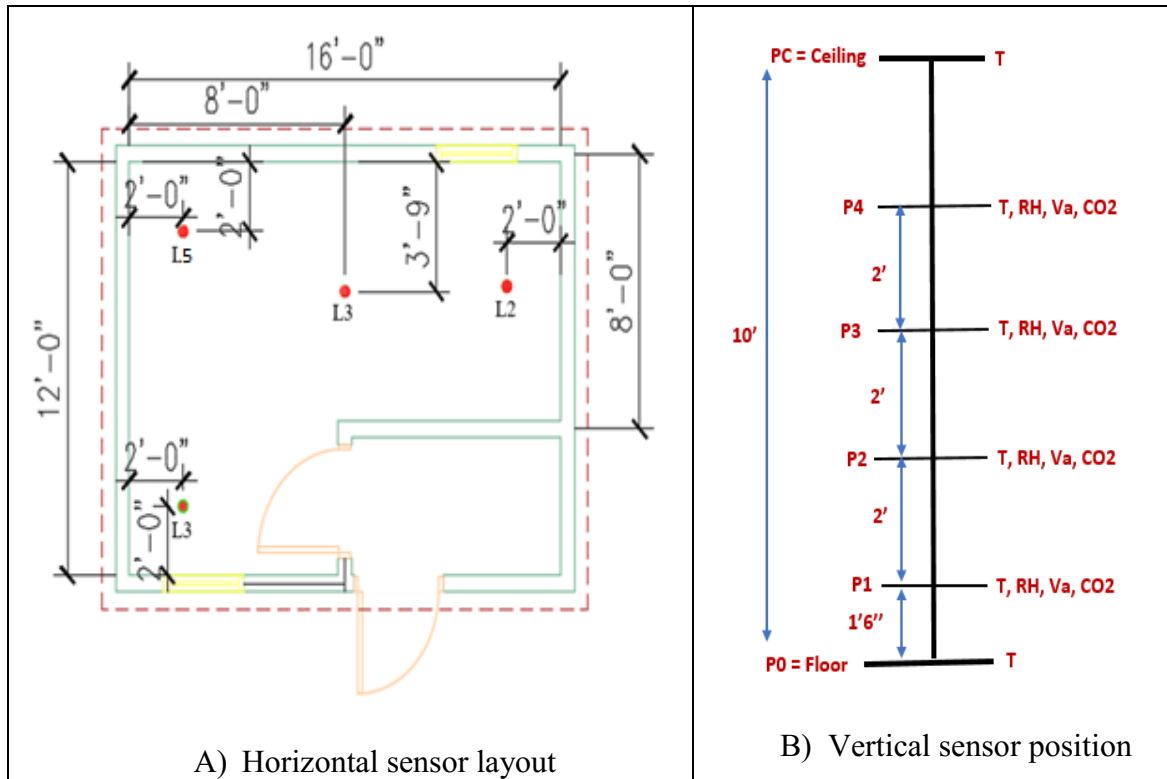 16'-0”
8'-0”
2'-0”
2'-0”
3'-9”
2'-0”
L5
L3
L2
8'-0”
12'-0”
2'-0”
L3
2'-0”
A) Horizontal sensor layout
PC = Ceiling
T
P4
T, RH, Va, CO2
2'
P3
T, RH, Va, CO2
10'
2'
P2
T, RH, Va, CO2
2'
P1
T, RH, Va, CO2
1'6''
P0 = Floor
T
B) Vertical sensor position